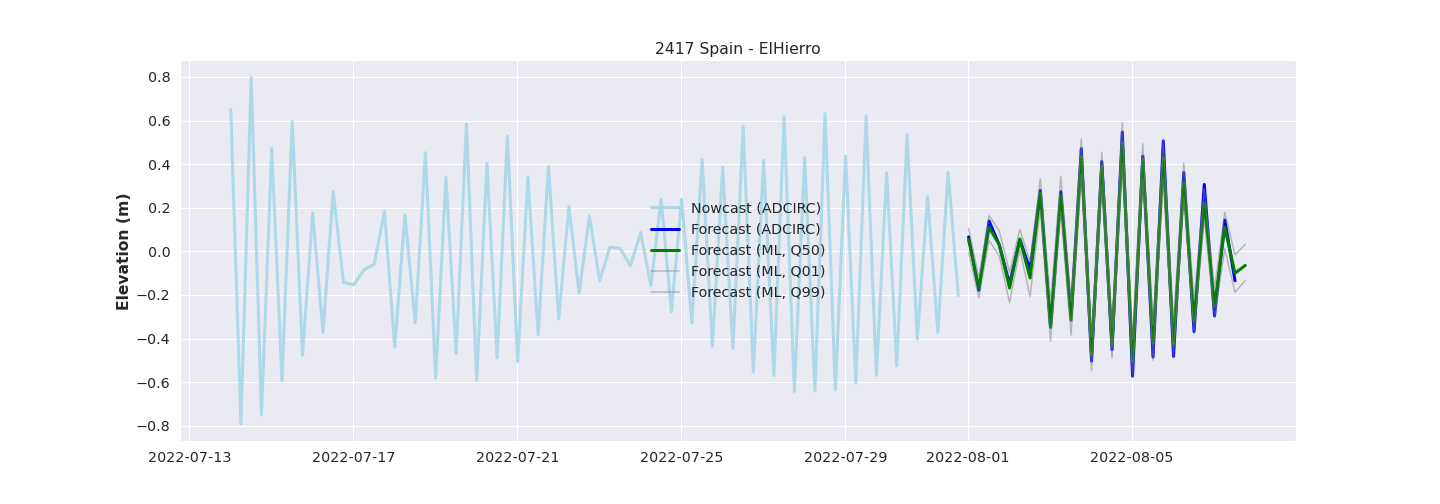 2417 Spain - ElHierro
Elevation (m)
0.8
0.6
0.4
0.2
0.0
−0.2
−0.4
−0.6
−0.8
Nowcast (ADCIRC)
Forecast (ADCIRC)
Forecast (ML, Q50)
Forecast (ML, Q01)
Forecast (ML, Q99)
2022-07-13 2022-07-17 2022-07-21 2022-07-25 2022-07-29 2022-08-01 2022-08-05